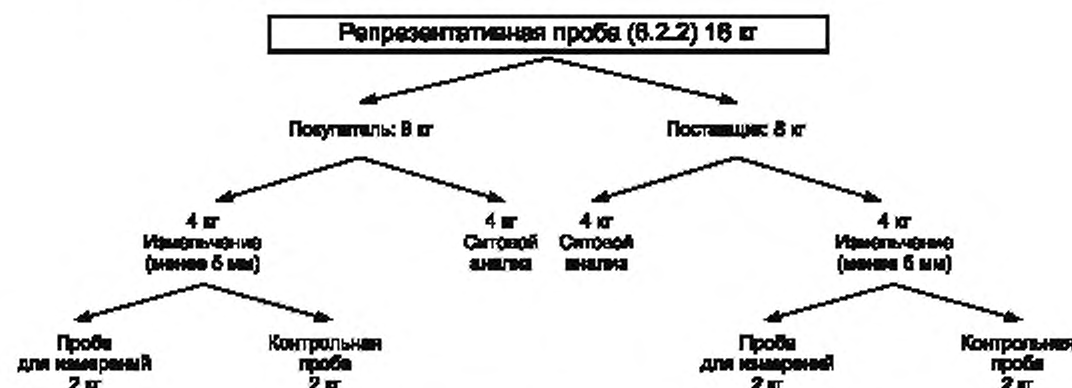 Репрезентативная проба (6.2.2) 16 кг
Покупатель: 8 кг
Поставщик: 8 кг
4 кг
Измельчение
(менее 5 мм)
4 кг
Ситовой
анализ
4 кг
Ситовой
анализ
4 кг
Измельчение
(менее 5 мм)
Проба
для измерений
2 кг
Контрольная
проба
2 кг
Проба
для измерений
2 кг
Контрольная
проба
2 кг